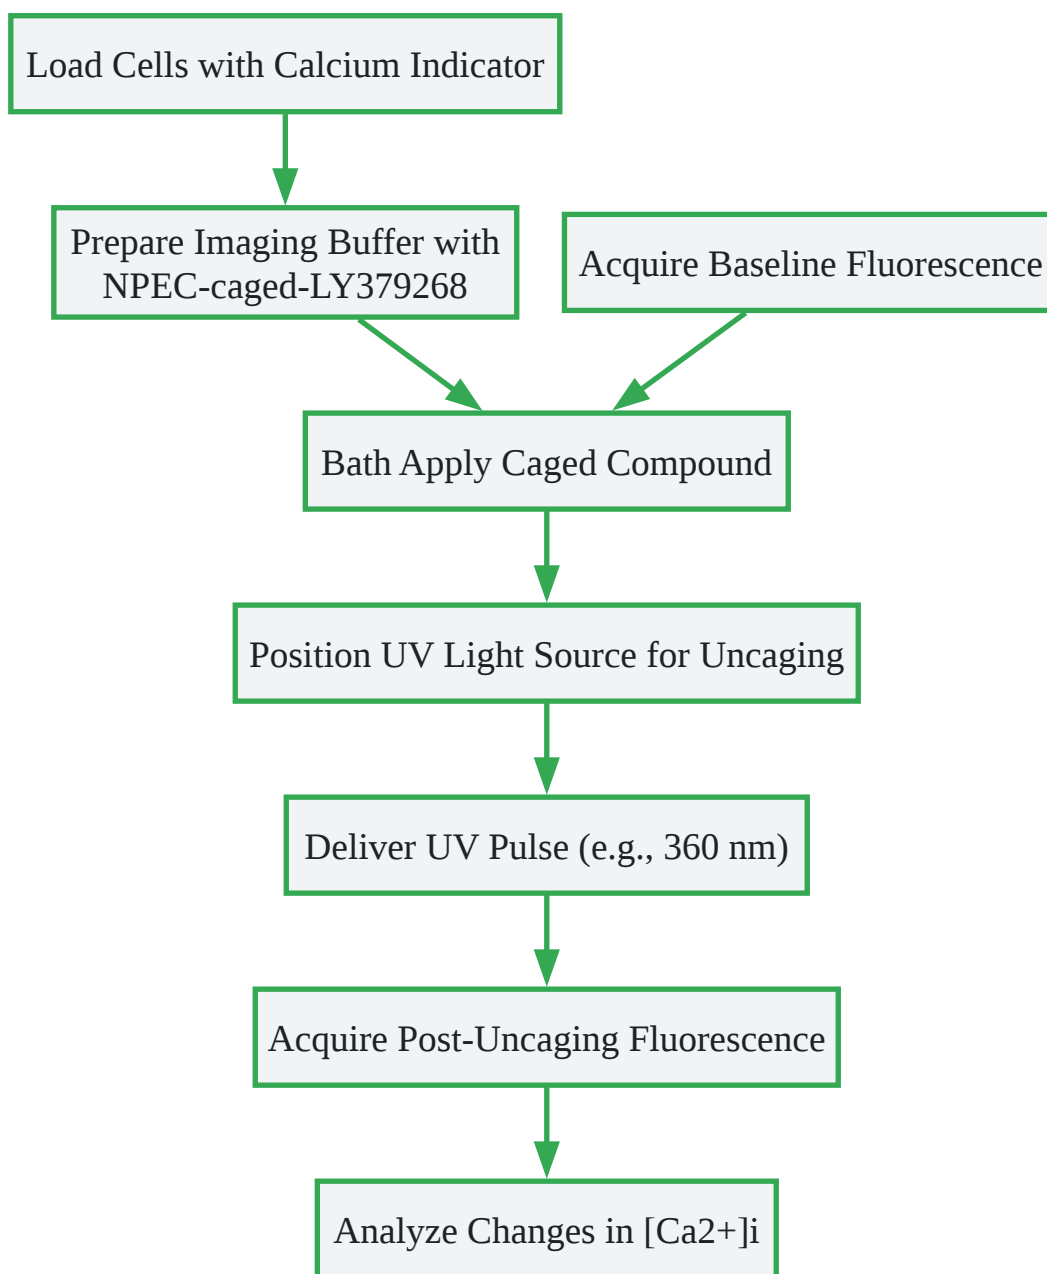 Load Cells with Calcium Indicator
Prepare Imaging Buffer with
NPEC-caged-LY379268
Acquire Baseline Fluorescence
Bath Apply Caged Compound
Position UV Light Source for Uncaging
Deliver UV Pulse (e.g., 360 nm)
Acquire Post-Uncaging Fluorescence
Analyze Changes in [Ca2+]i